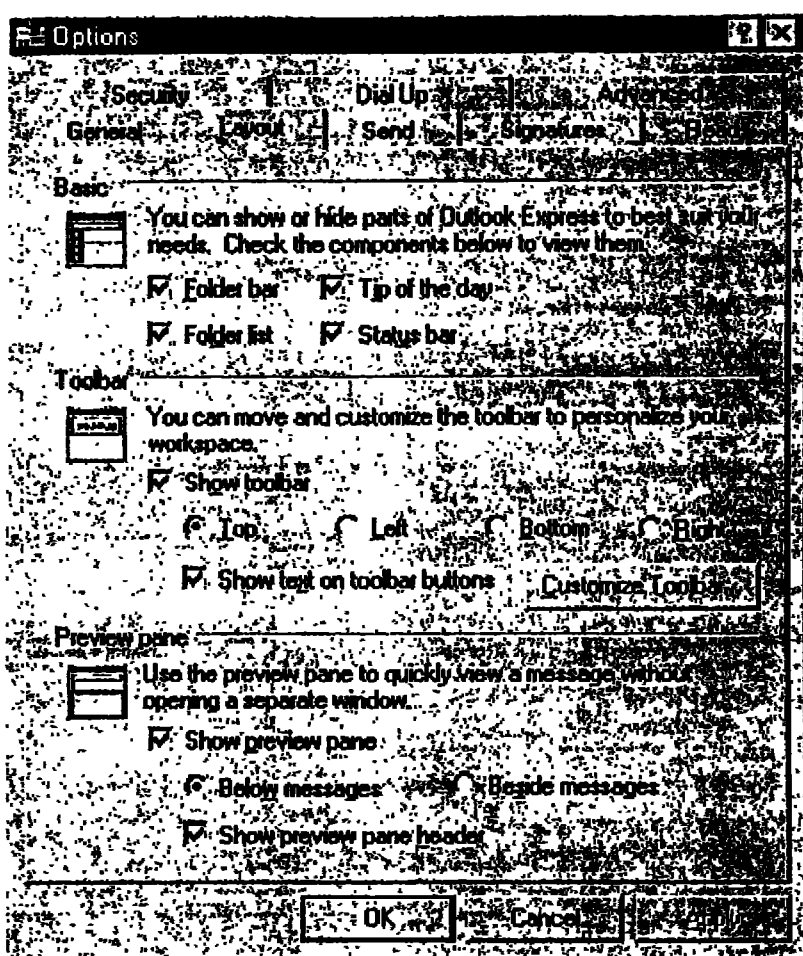 Options
Security Dial Up Advanced
General Layout Send Signatures Read
Basic
You can show or hide parts of Outlook Express to best suit your
needs. Check the components below to view them.
Folder bar Tip of the day
Folder list Status bar
Toolbar
You can move and customize the toolbar to personalize your
workspace.
Show toolbar
Top Left Bottom Right
Show text on toolbar buttons Customize Toolbar...
Preview pane
Use the preview pane to quickly view a message without
opening a separate window.
Show preview pane
Below messages Beside messages
Show preview pane header
OK Cancel